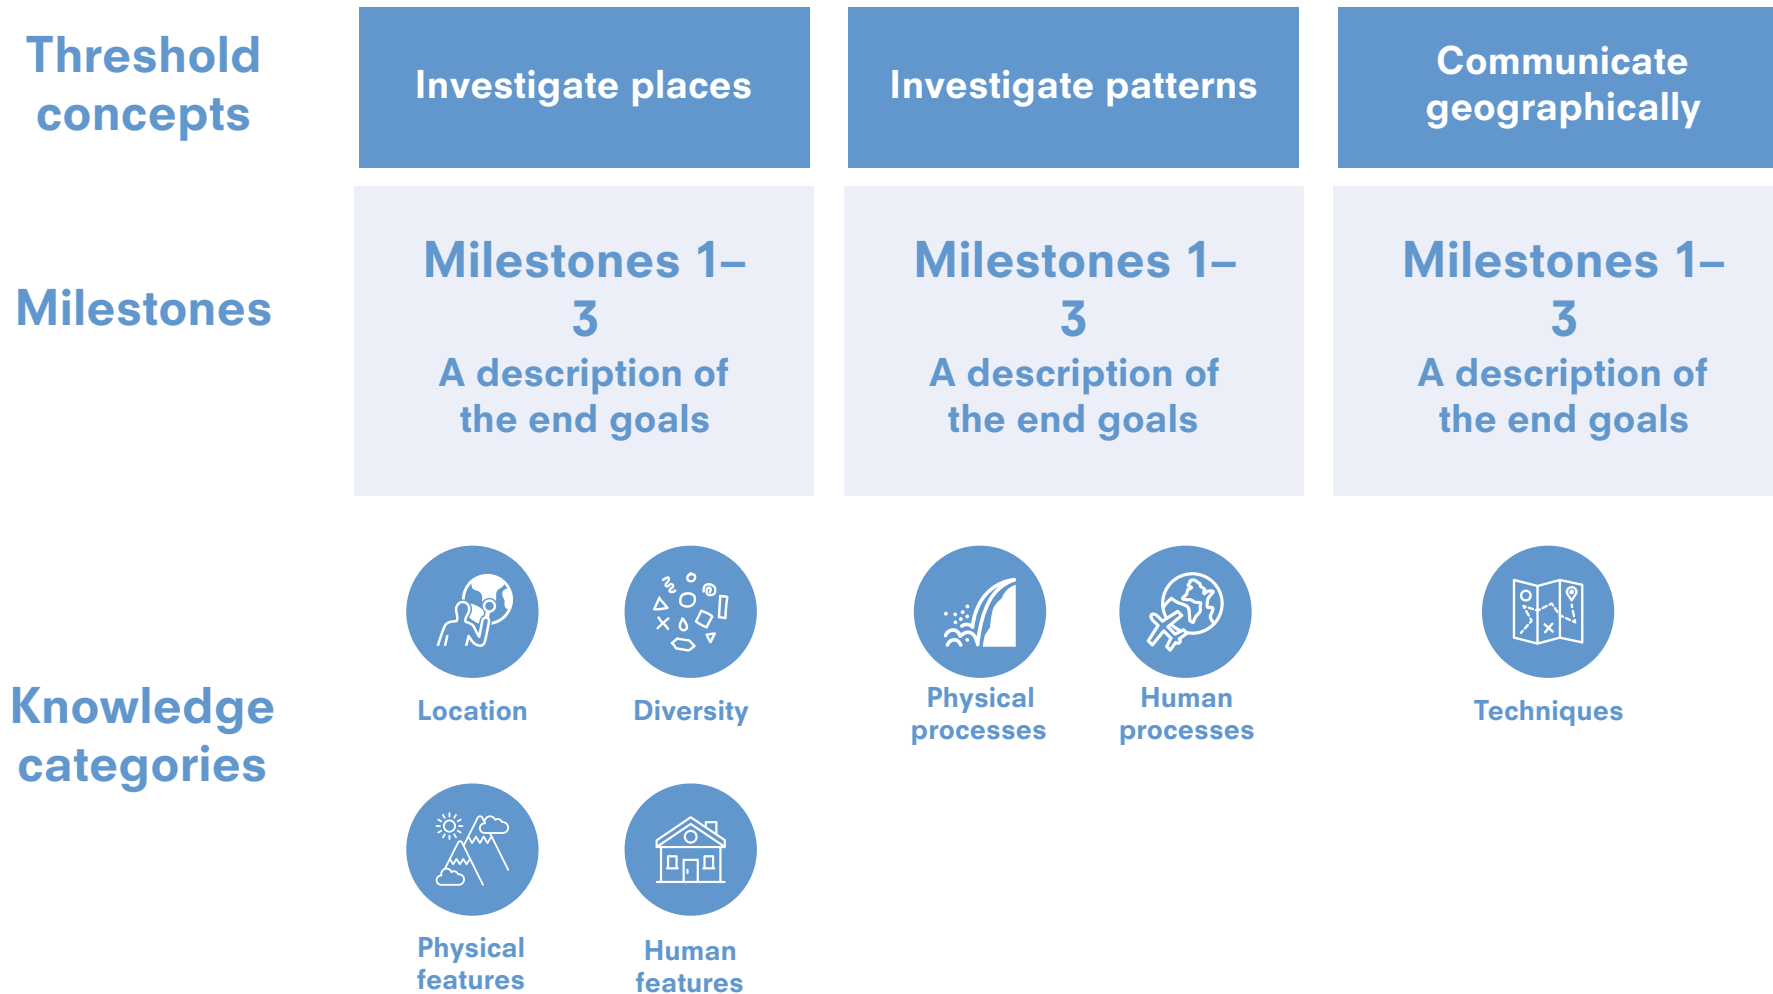 Threshold
concepts
Investigate places
Investigate patterns
Communicate
geographically
Milestones
Milestones 1–
3
A description of
the end goals
Milestones 1–
3
A description of
the end goals
Milestones 1–
3
A description of
the end goals
Knowledge
categories
Location
Diversity
Physical
processes
Human
processes
Techniques
Physical
features
Human
features